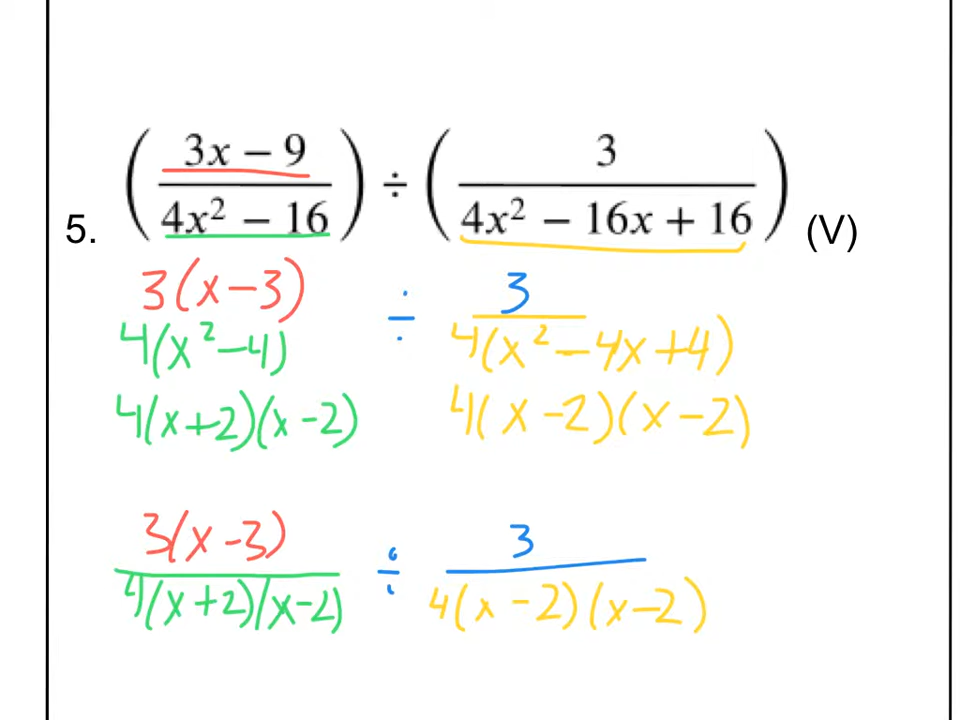 5. ( 3x − 9 / 4x² − 16 ) ÷ ( 3 / 4x² − 16x + 16 ) (V)
3(x−3) ÷ 3
4(x²−4) 4(x²−4x+4)
4(x+2)(x−2) 4(x−2)(x−2)
3(x−3) ÷ 3
4(x+2)(x−2) 4(x−2)(x−2)